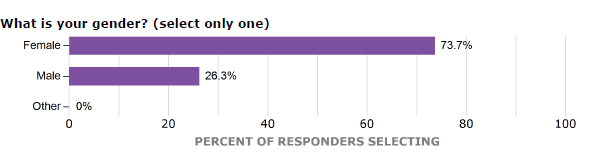 What is your gender? (select only one)
Female 73.7%
Male 26.3%
Other 0%
0 20 40 60 80 100
PERCENT OF RESPONDERS SELECTING